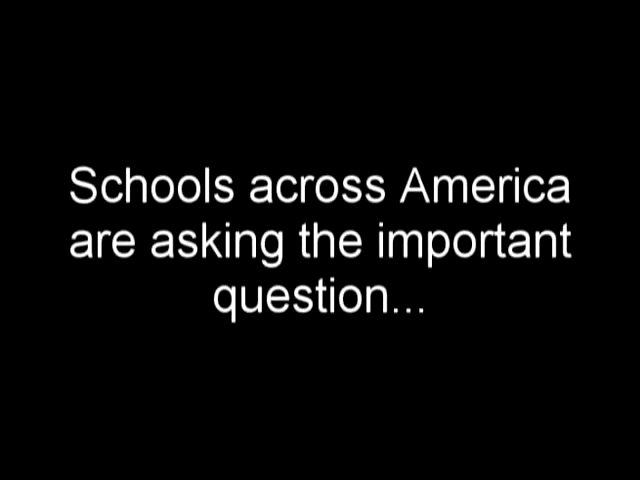 Schools across America
are asking the important
question...